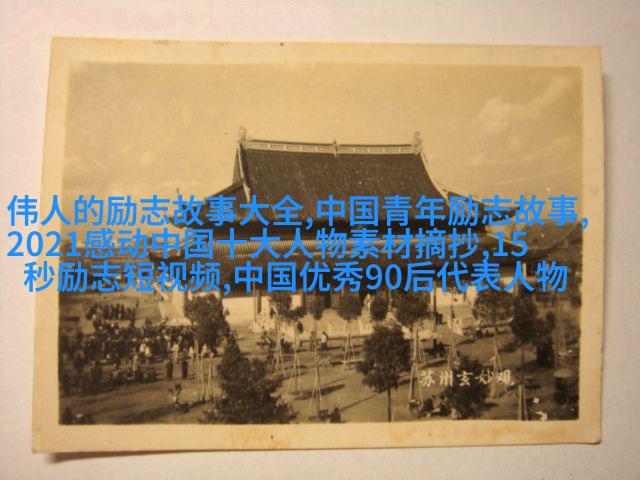 伟人的励志故事大全,中国青年励志故事,
2021感动中国十大人物素材摘抄,15
秒励志短视频,中国优秀90后代表人物
苏州玄妙观